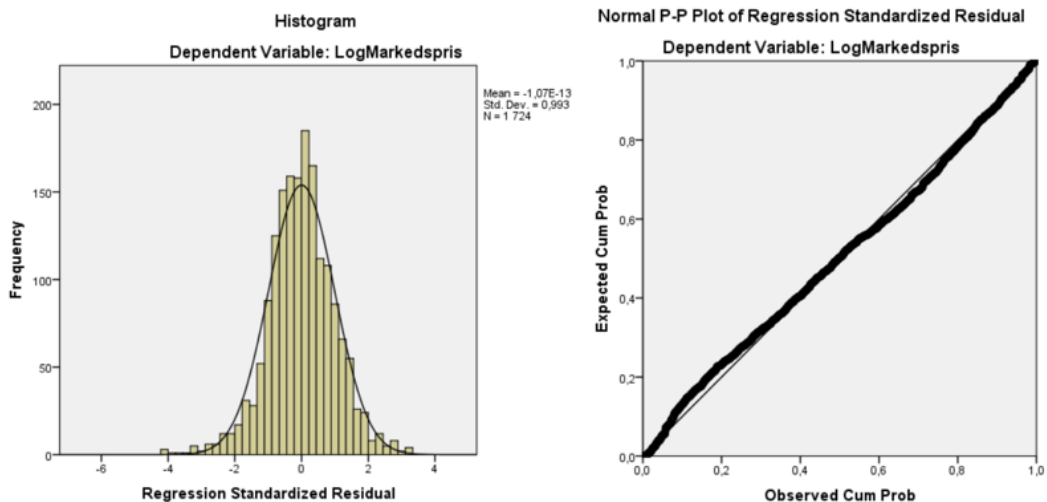 Histogram
Dependent Variable: LogMarkedspris
Mean = -1,07E-13
Std. Dev. = 0,993
N = 1 724
200
150
100
50
0
Frequency
-6 -4 -2 0 2 4
Regression Standardized Residual
Normal P-P Plot of Regression Standardized Residual
Dependent Variable: LogMarkedspris
1,0
0,8
0,6
0,4
0,2
0,0
Expected Cum Prob
0,0 0,2 0,4 0,6 0,8 1,0
Observed Cum Prob